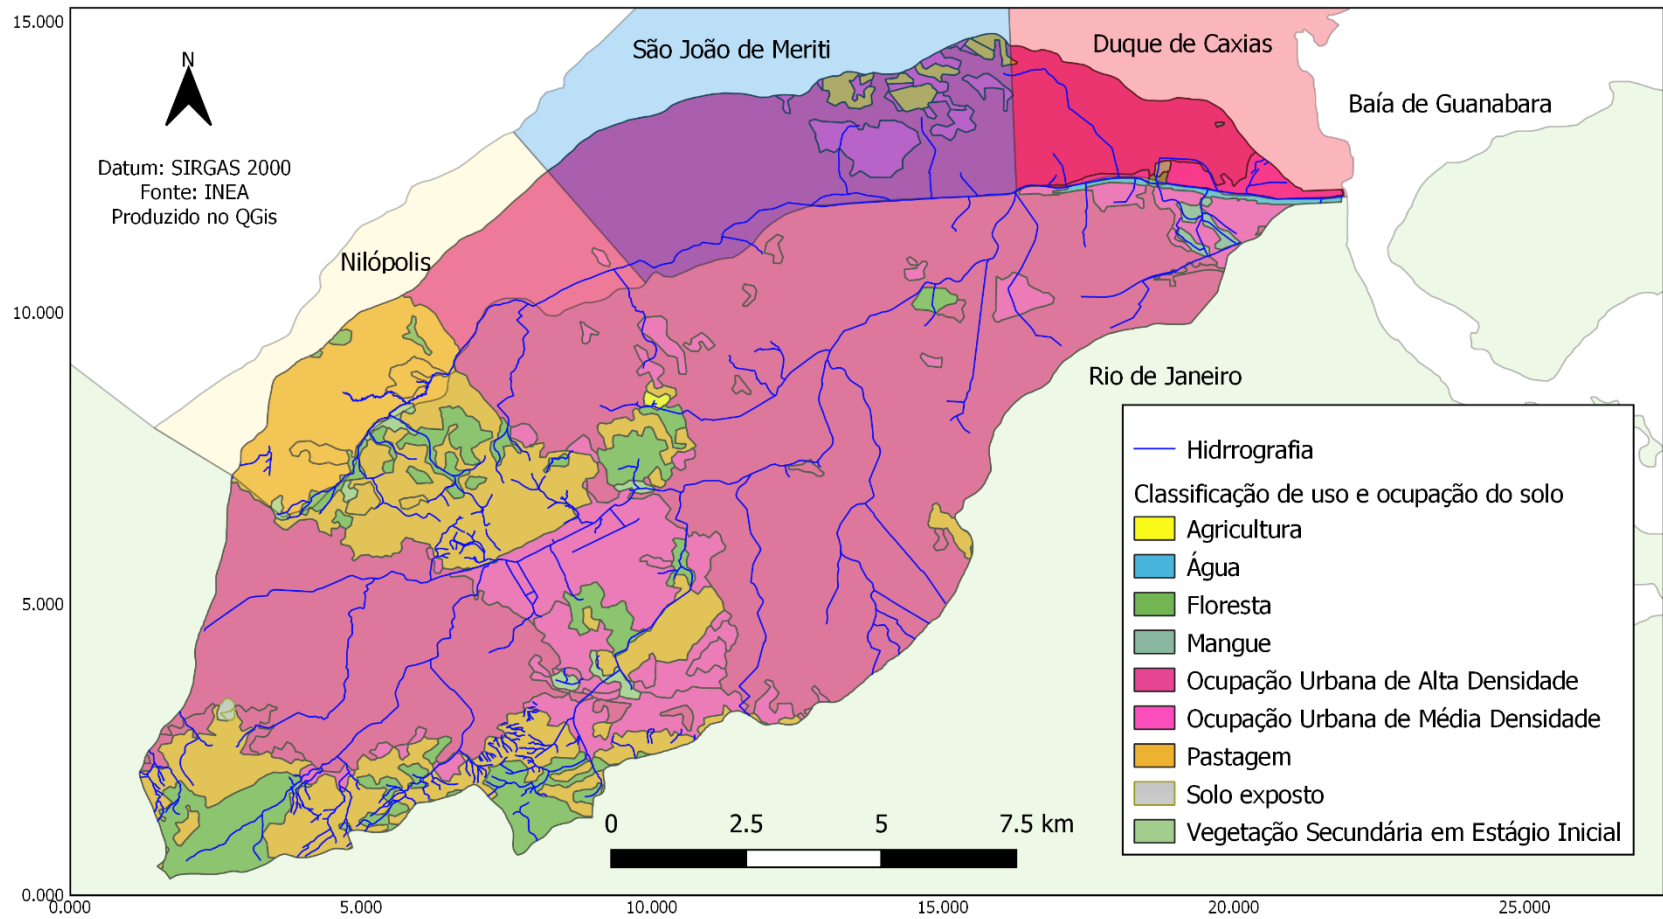 15.000
São João de Meriti
Duque de Caxias
Baía de Guanabara
N
Datum: SIRGAS 2000
Fonte: INEA
Produzido no QGis
Nilópolis
10.000
Rio de Janeiro
Hidrrografia
Classificação de uso e ocupação do solo
Agricultura
Água
Floresta
Mangue
Ocupação Urbana de Alta Densidade
Ocupação Urbana de Média Densidade
Pastagem
Solo exposto
Vegetação Secundária em Estágio Inicial
5.000
0 2.5 5 7.5 km
0.000
0.000 5.000 10.000 15.000 20.000 25.000